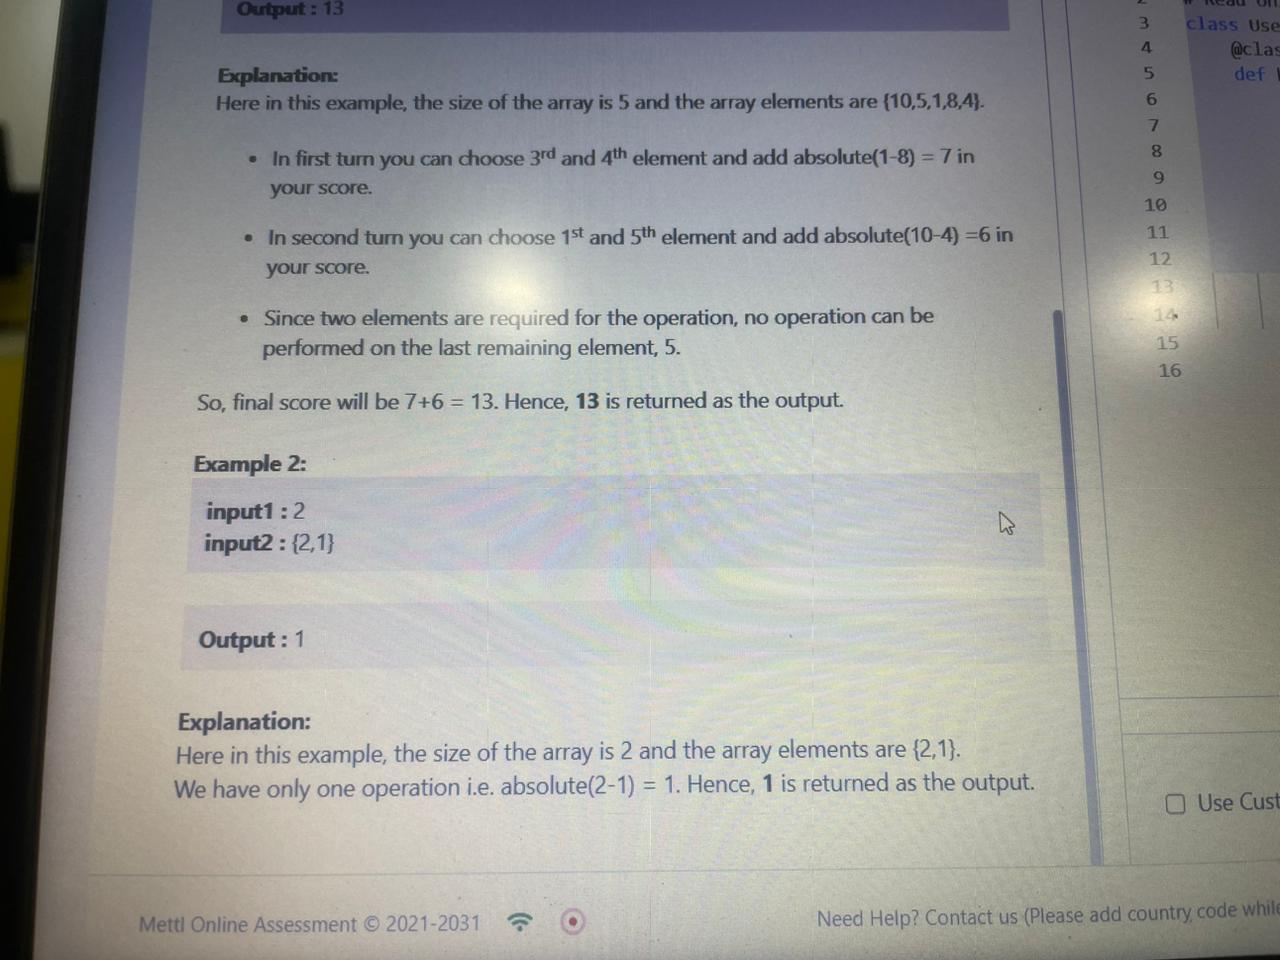 Output : 13
Explanation:
Here in this example, the size of the array is 5 and the array elements are {10,5,1,8,4}.
• In first turn you can choose 3rd and 4th element and add absolute(1-8) = 7 in
your score.
• In second turn you can choose 1st and 5th element and add absolute(10-4) =6 in
your score.
• Since two elements are required for the operation, no operation can be
performed on the last remaining element, 5.
So, final score will be 7+6 = 13. Hence, 13 is returned as the output.
Example 2:
input1 : 2
input2 : {2,1}
Output : 1
Explanation:
Here in this example, the size of the array is 2 and the array elements are {2,1}.
We have only one operation i.e. absolute(2-1) = 1. Hence, 1 is returned as the output.
Mettl Online Assessment © 2021-2031
Need Help? Contact us (Please add country code while
3 class Use
4 @clas
5 def
6
7
8
9
10
11
12
13
14
15
16
Use Cust